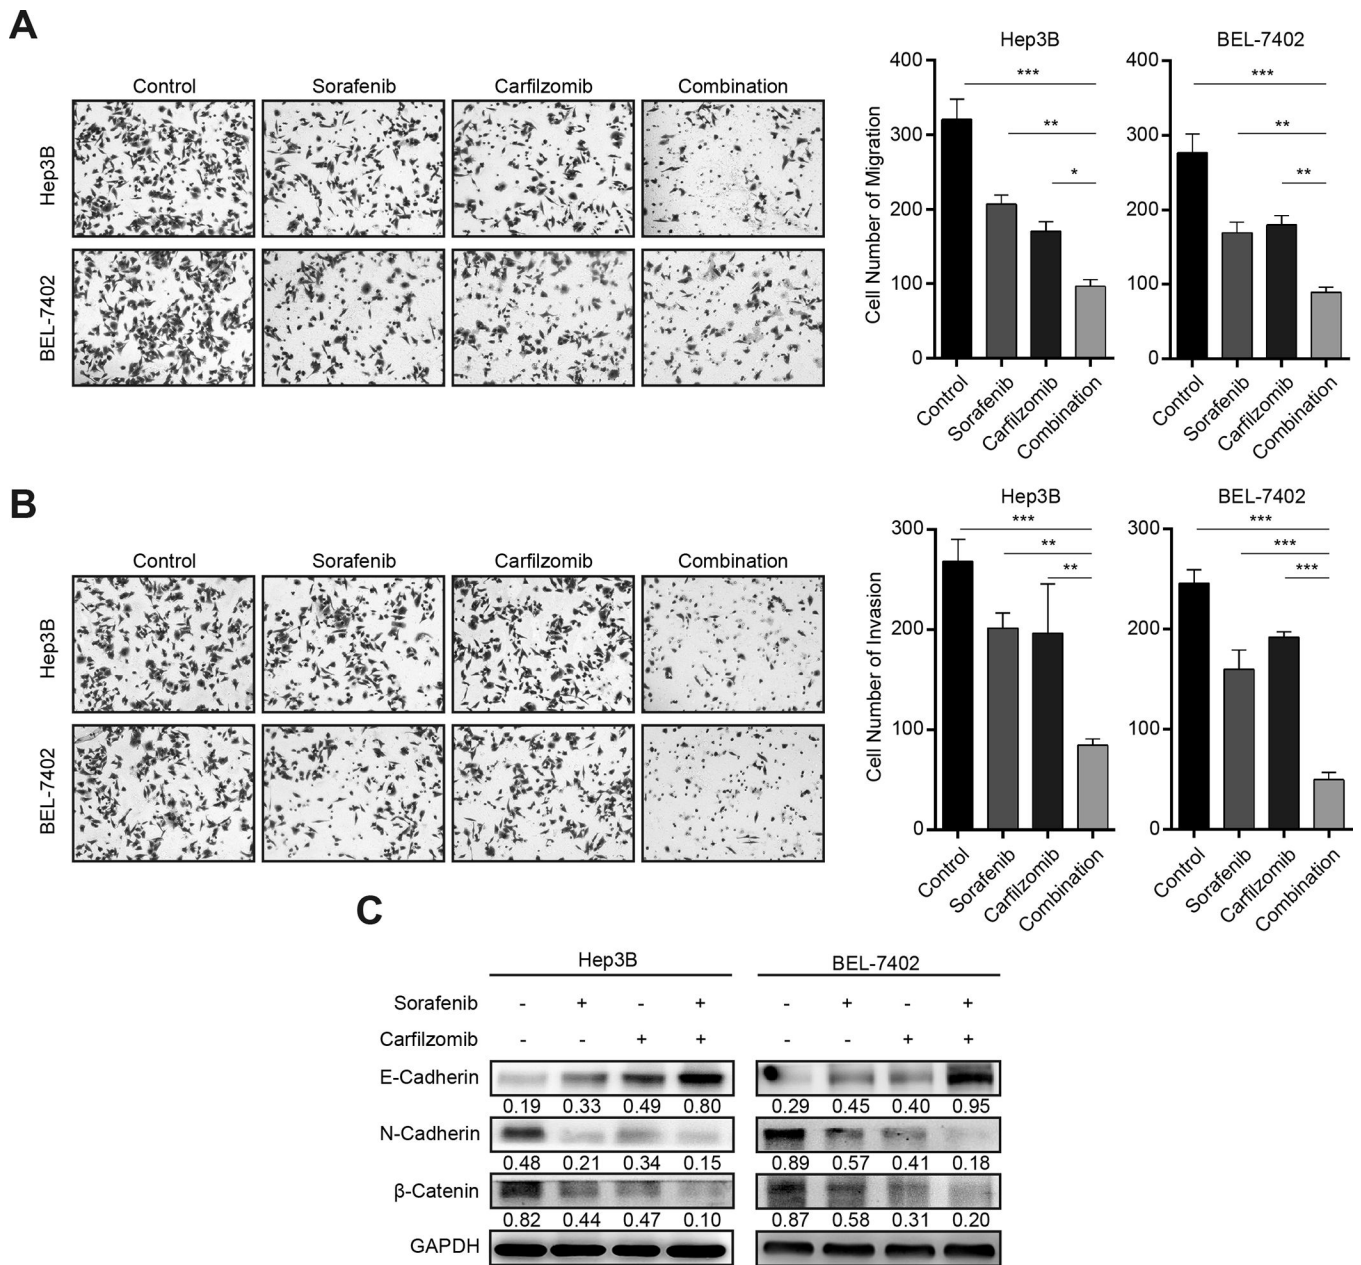 A
Control Sorafenib Carfilzomib Combination
Hep3B
BEL-7402
Hep3B
400
300
200
100
0
Cell Number of Migration
*** 
** 
*
Control Sorafenib Carfilzomib Combination
BEL-7402
400
300
200
100
0
***
**
**
Control Sorafenib Carfilzomib Combination
B
Control Sorafenib Carfilzomib Combination
Hep3B
BEL-7402
Hep3B
300
200
100
0
Cell Number of Invasion
***
**
**
Control Sorafenib Carfilzomib Combination
BEL-7402
300
200
100
0
***
***
***
Control Sorafenib Carfilzomib Combination
C
Hep3B BEL-7402
Sorafenib - + - + - + - +
Carfilzomib - - + + - - + +
E-Cadherin
0.19 0.33 0.49 0.80 0.29 0.45 0.40 0.95
N-Cadherin
0.48 0.21 0.34 0.15 0.89 0.57 0.41 0.18
β-Catenin
0.82 0.44 0.47 0.10 0.87 0.58 0.31 0.20
GAPDH